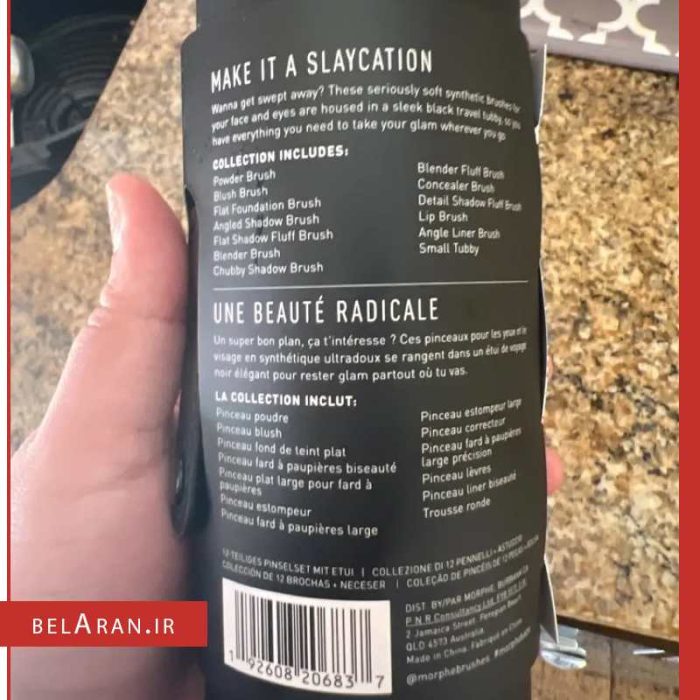 MAKE IT A SLAYCATION
Wanna get swept away? These seriously soft synthetic brushes for
your face and eyes are housed in a sleek black travel tubby, so you
have everything you need to take your glam wherever you go
COLLECTION INCLUDES:
Powder Brush
Blush Brush
Flat Foundation Brush
Angled Shadow Brush
Flat Shadow Fluff Brush
Blender Brush
Chubby Shadow Brush
Blender Fluff Brush
Concealer Brush
Detail Shadow Fluff Brush
Lip Brush
Angle Liner Brush
Small Tubby
UNE BEAUTÉ RADICALE
Un super bon plan, ça t'intéresse ? Ces pinceaux pour les yeux et le
visage en synthétique ultradoux se rangent dans un étui de voyage
noir élégant pour rester glam partout où tu vas.
LA COLLECTION INCLUT:
Pinceau poudre
Pinceau blush
Pinceau fond de teint plat
Pinceau fard à paupières biseauté
Pinceau plat large pour fard à
paupières
Pinceau estompeur
Pinceau fard à paupières large
Pinceau estompeur large
Pinceau correcteur
Pinceau fard à paupières
large précision
Pinceau lèvres
Pinceau liner biseauté
Trousse ronde
12-TEILIGES PINSELSET MIT ETUI | COLLEZIONE DI 12 PENNELLI + ASTUCCIO
COLECCIÓN DE 12 BROCHAS + NECESER | COLEÇÃO DE 12 PINCÉIS DE
DIST. BY/PAR MORPHE, BURBANK CA
P N R Consultancy Ltd,
2 Jamaica Street, Peregian Beach
QLD 4573 Australia.
Made in China. Fabriqué en Chine.
@morphebrushes
1 92608 20683 7
BELARAN.IR